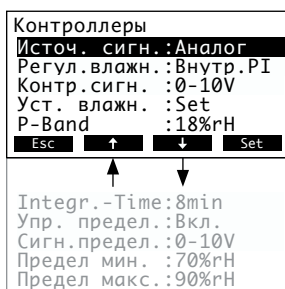 Контроллеры
Источ. сигн.:Аналог
Регул.влажн.:Внутр.PI
Контр.сигн. :0-10V
Уст. влажн. :Set
P-Band :18%rH
Esc ↑ ↓ Set
Integr.-Time:8min
Упр. предел.:Вкл.
Сигн.предел.:0-10V
Предел мин. :70%rH
Предел макс.:90%rH